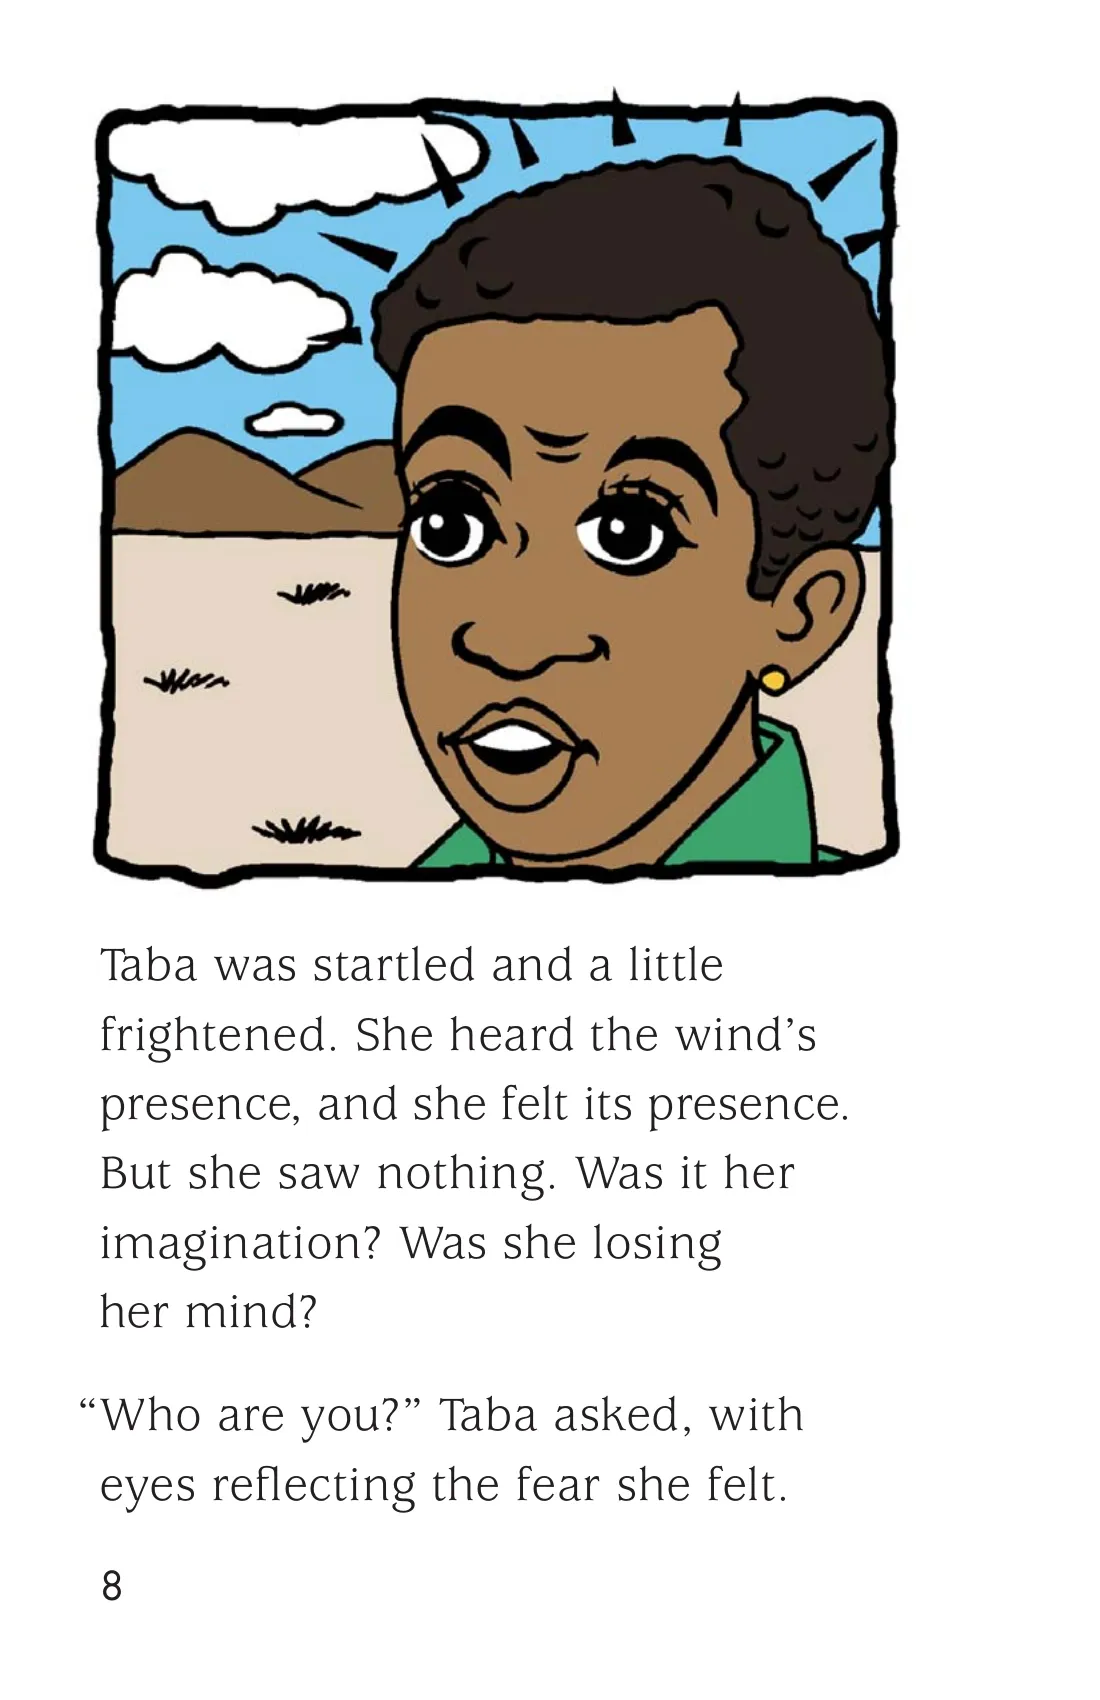 Taba was startled and a little
frightened. She heard the wind’s
presence, and she felt its presence.
But she saw nothing. Was it her
imagination? Was she losing
her mind?
“Who are you?” Taba asked, with
eyes reflecting the fear she felt.
8